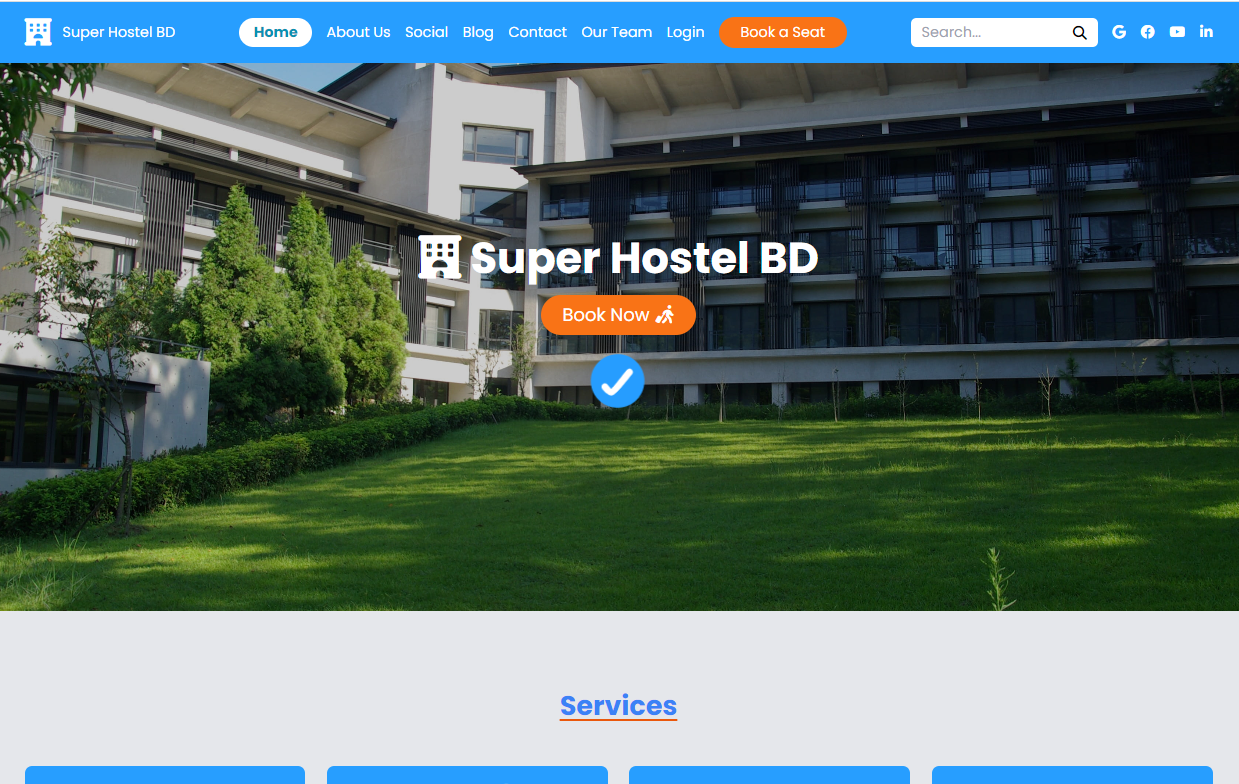 Super Hostel BD
Home About Us Social Blog Contact Our Team Login Book a Seat
Search...
Super Hostel BD
Book Now
Services